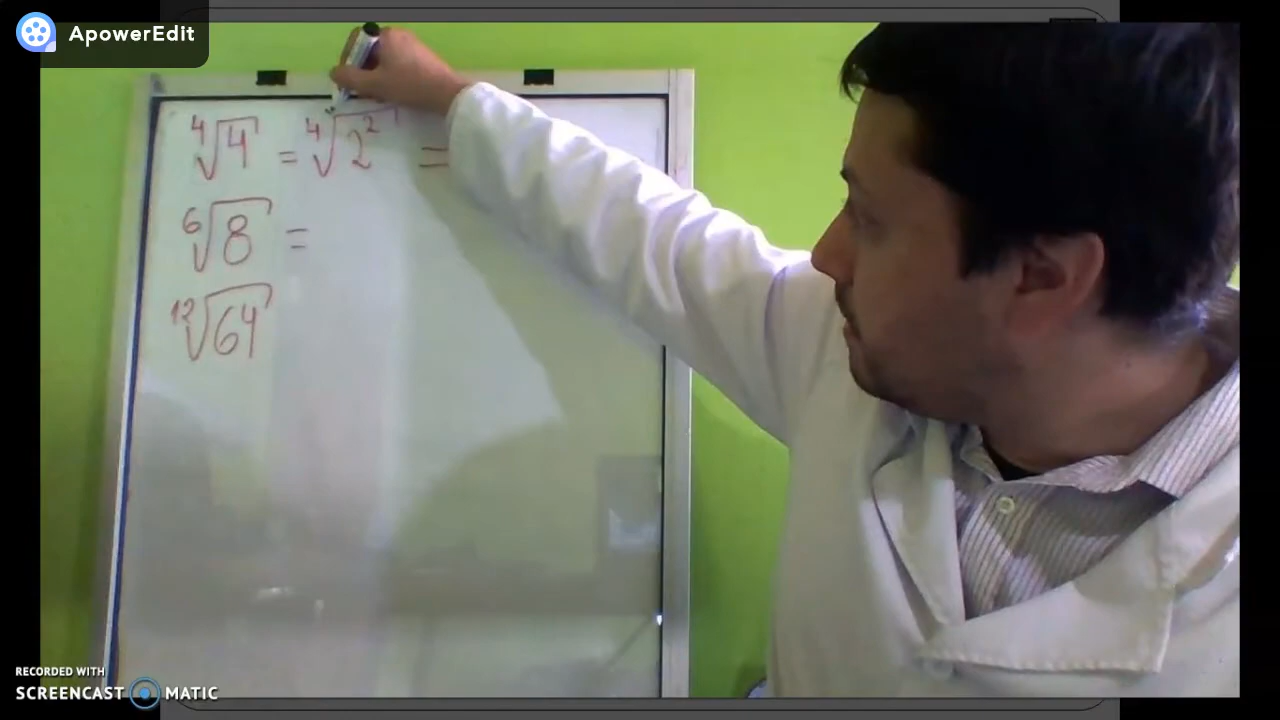 ApowerEdit
⁴√4 = ⁴√2² =
⁶√8 =
¹²√64
RECORDED WITH
SCREENCAST MATIC